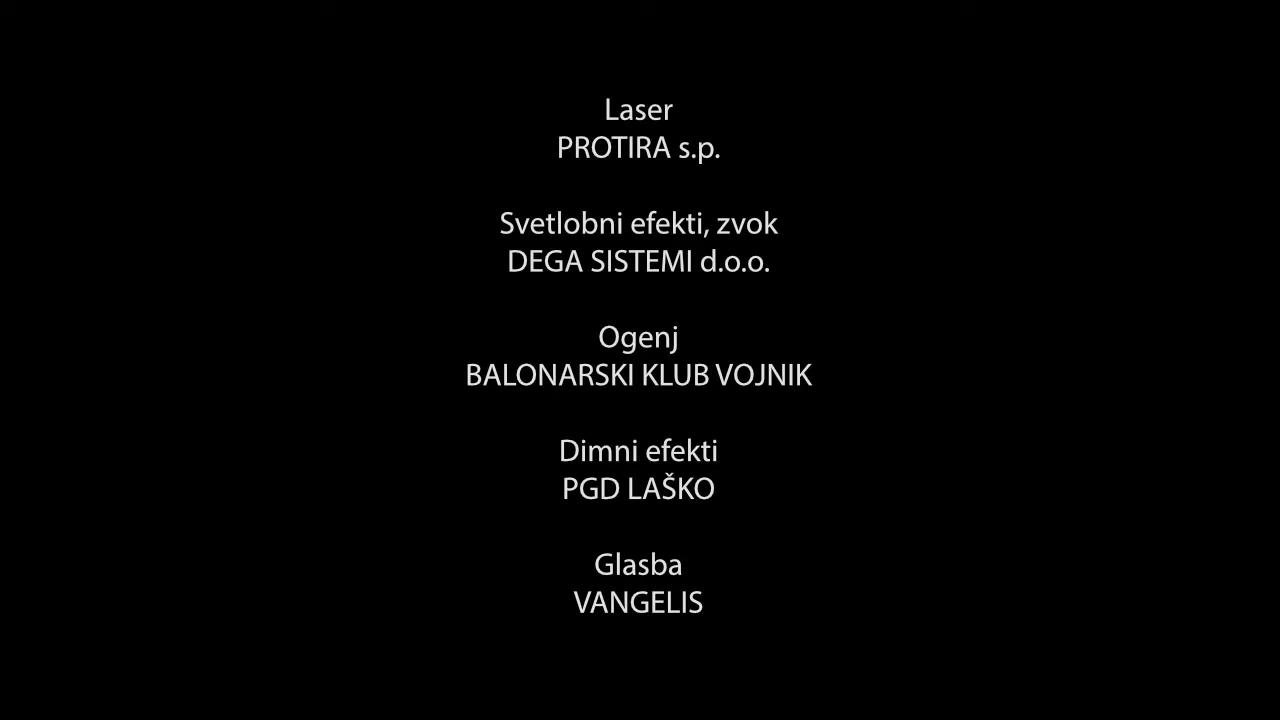 Laser
PROTIRA s.p.
Svetlobni efekti, zvok
DEGA SISTEMI d.o.o.
Ogenj
BALONARSKI KLUB VOJNIK
Dimni efekti
PGD LAŠKO
Glasba
VANGELIS